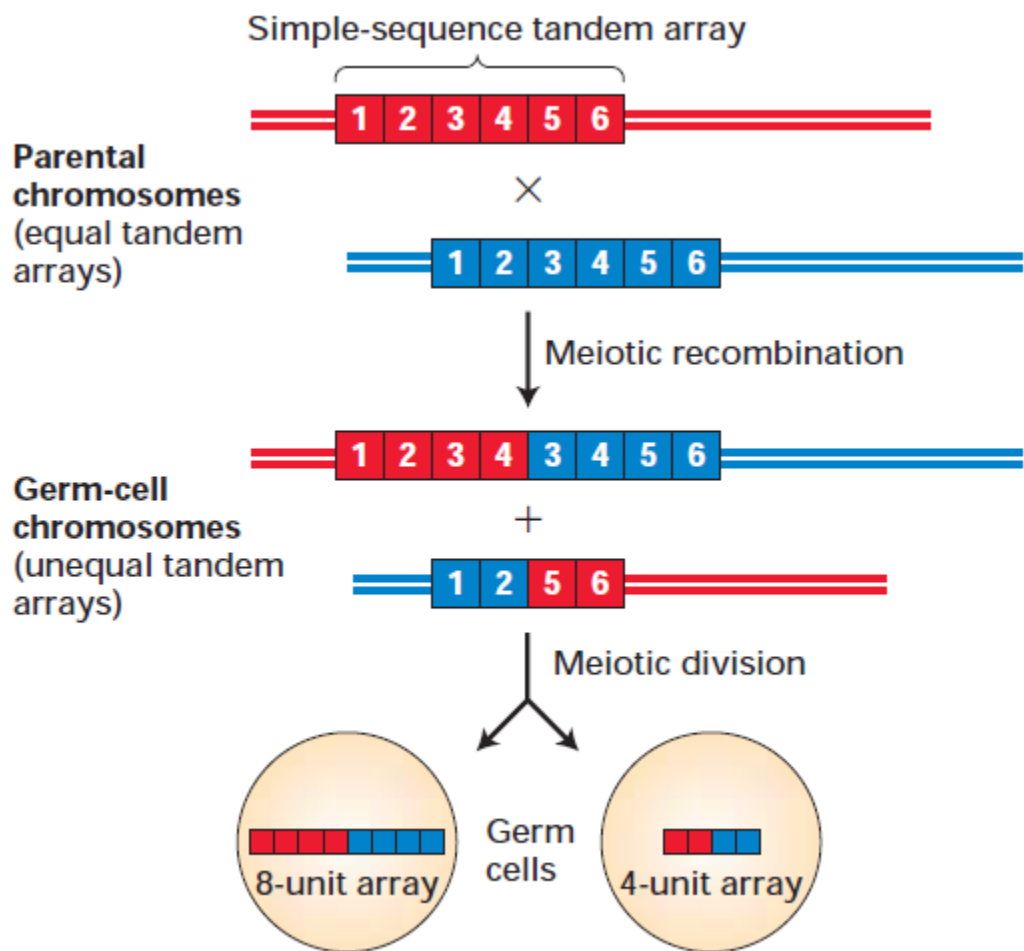 Simple-sequence tandem array
1 2 3 4 5 6
Parental
chromosomes
(equal tandem
arrays)
×
1 2 3 4 5 6
Meiotic recombination
1 2 3 4 3 4 5 6
Germ-cell
chromosomes
(unequal tandem
arrays)
+
1 2 5 6
Meiotic division
Germ
cells
8-unit array
4-unit array